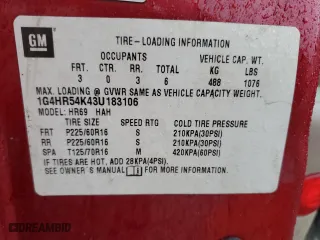 GM
TIRE-LOADING INFORMATION
OCCUPANTS VEHICLE CAP. WT.
FRT. CTR. RR. TOTAL KG LBS
3 0 3 6 488 1076
MAX. LOADING @ GVWR SAME AS VEHICLE CAPACITY WEIGHT
1G4HR54K43U183106
MODEL: HR69 HAH
TIRE SIZE SPEED RTG COLD TIRE PRESSURE
FRT P225/60R16 S 210KPA(30PSI)
RR P225/60R16 S 210KPA(30PSI)
SPA T125/70R16 M 420KPA(60PSI)
IF TIRES ARE HOT, ADD 28KPA(4PSI).
SEE OWNER'S MANUAL FOR MORE INFORMATION.